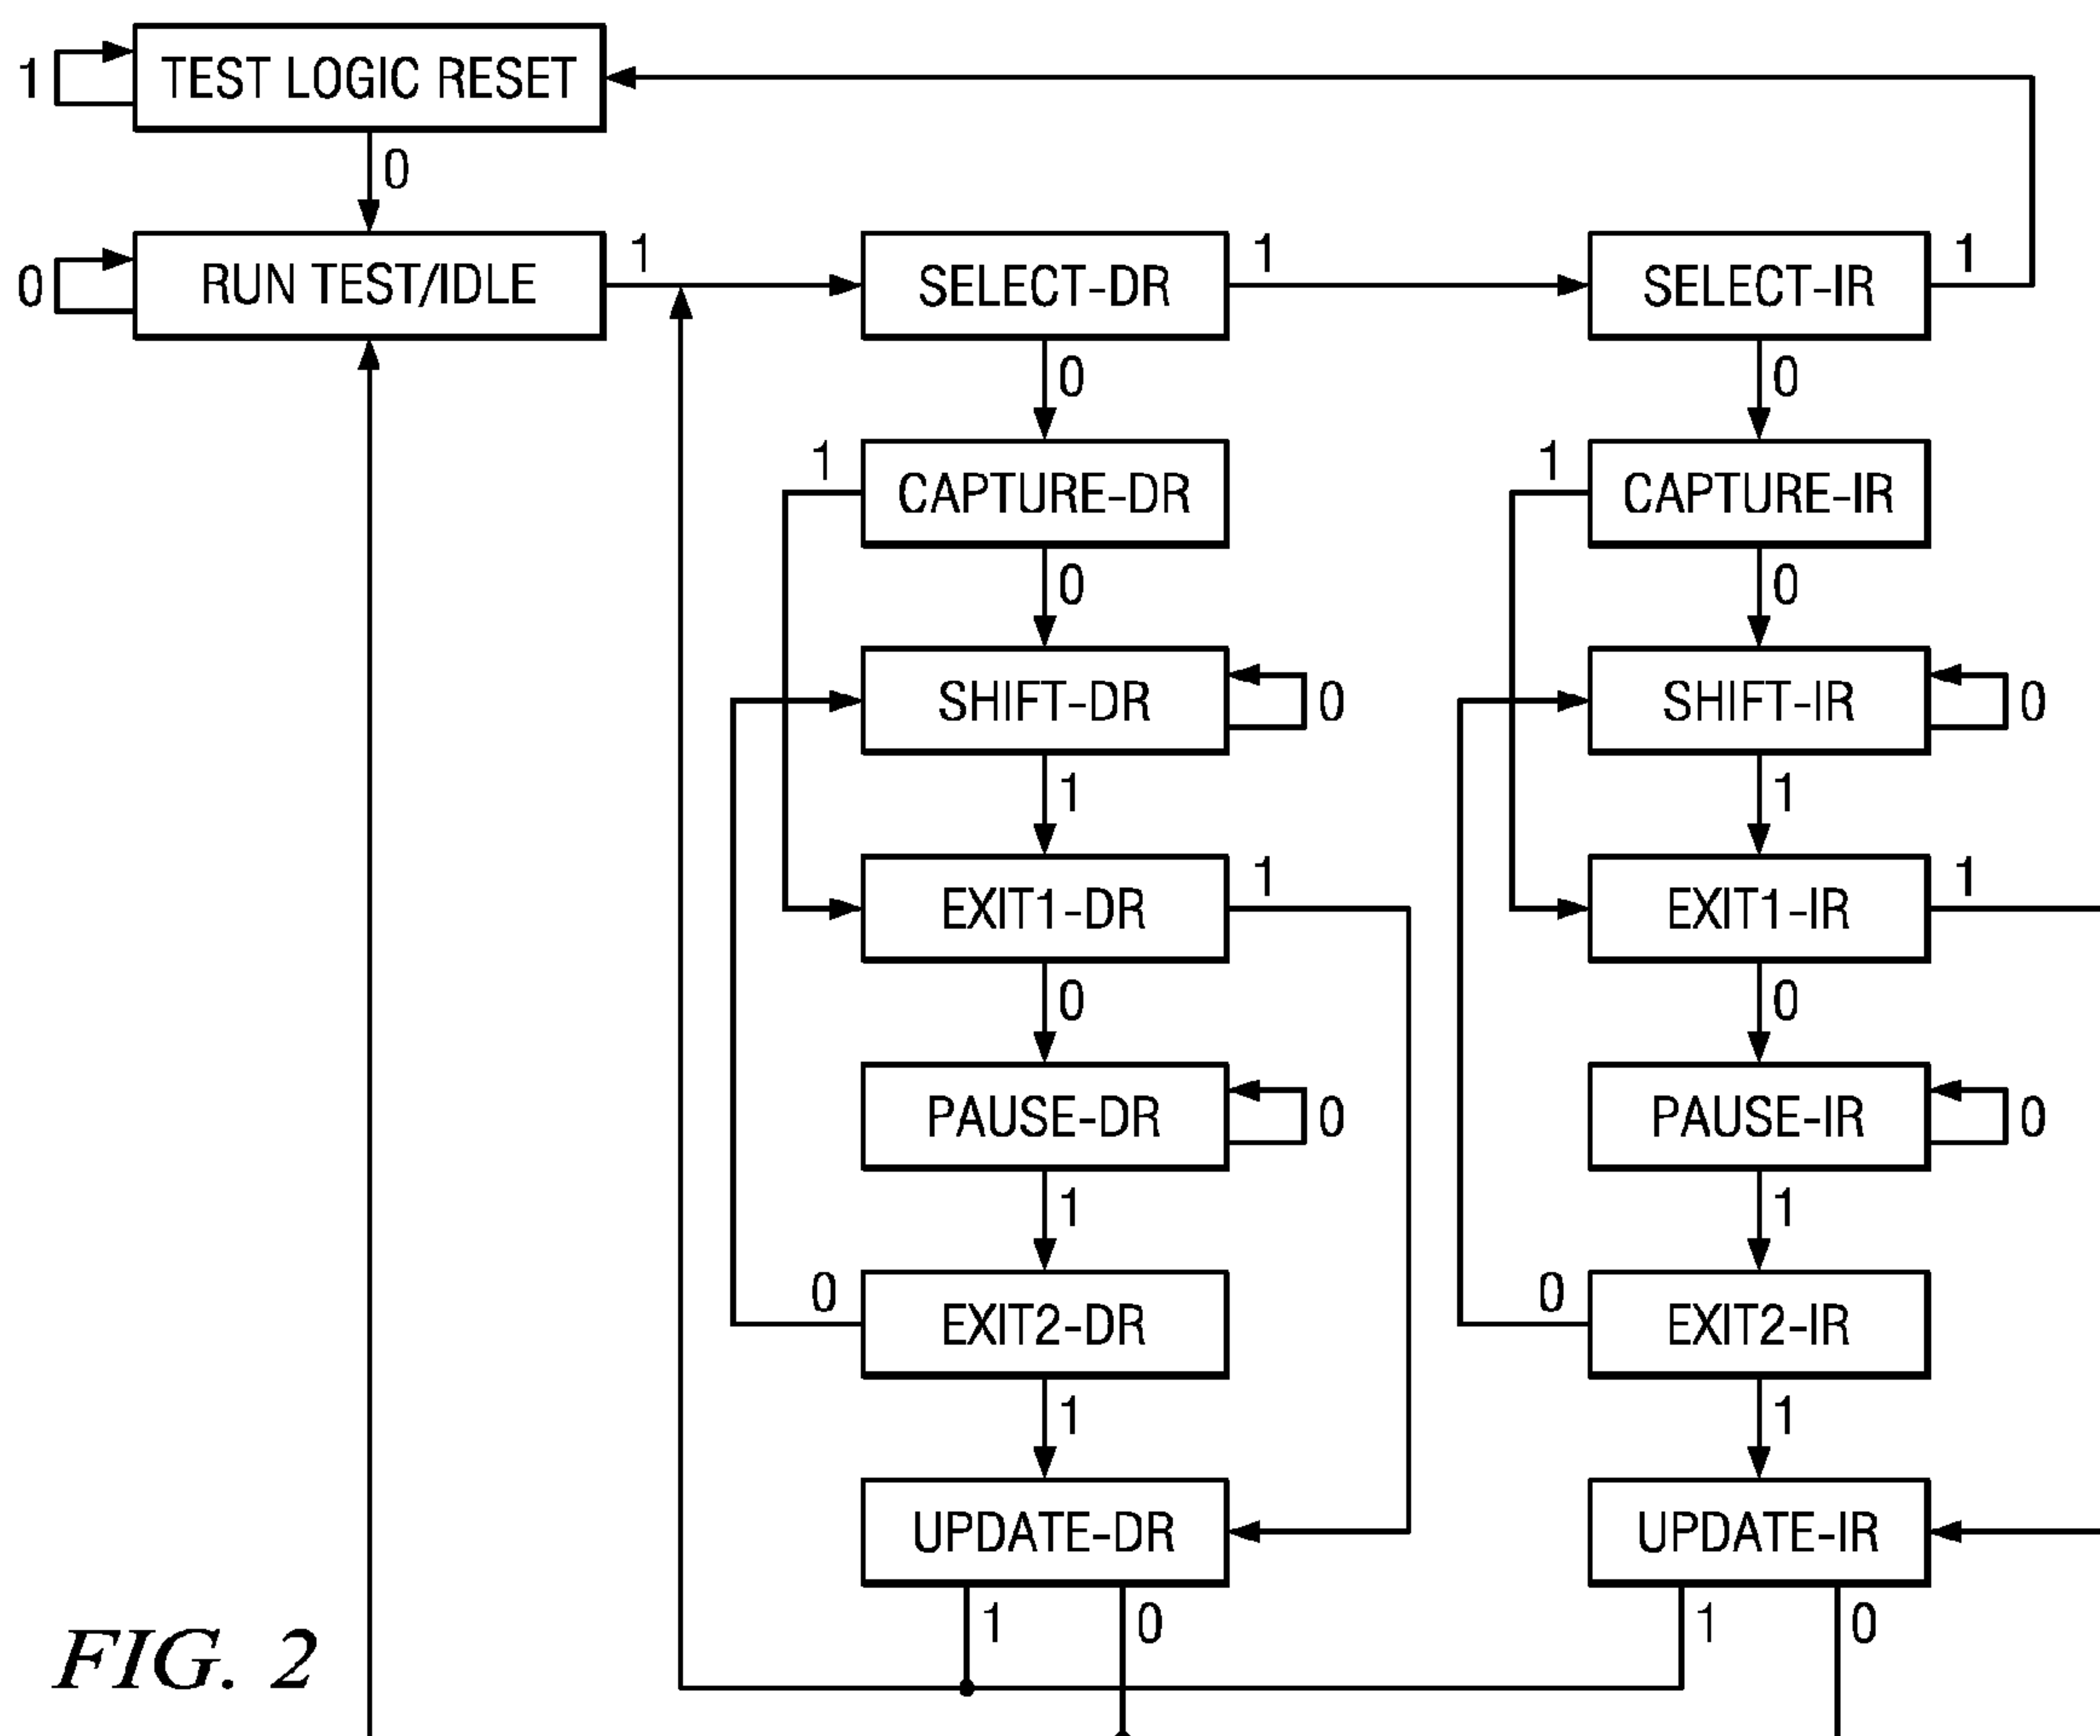 1 TEST LOGIC RESET
0
0 RUN TEST/IDLE 1 SELECT-DR 1 SELECT-IR 1
0 0
1 CAPTURE-DR 1 CAPTURE-IR
0 0
SHIFT-DR 0 SHIFT-IR 0
1 1
EXIT1-DR 1 EXIT1-IR 1
0 0
PAUSE-DR 0 PAUSE-IR 0
1 1
0 EXIT2-DR 0 EXIT2-IR
1 1
UPDATE-DR UPDATE-IR
1 0 1 0
FIG. 2